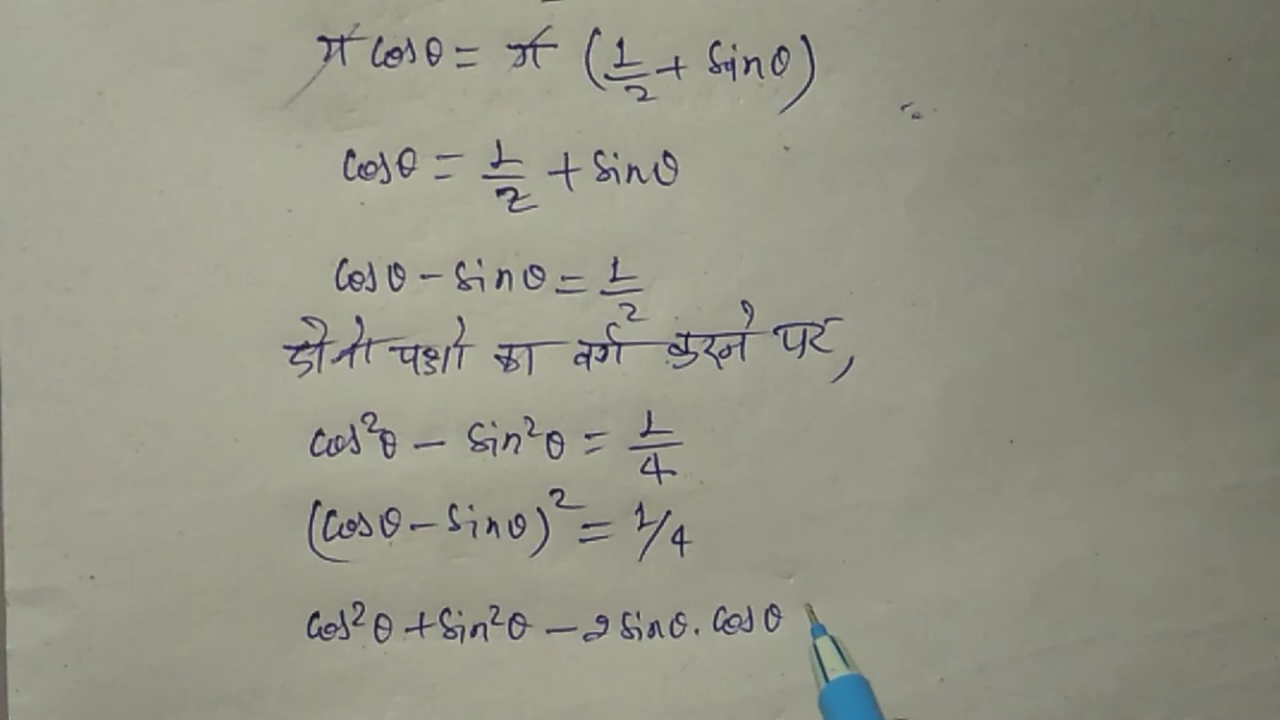 π cosθ = π (1/2 + sinθ)
cosθ = 1/2 + sinθ
cosθ - sinθ = 1/2
दोनो पक्षो का वर्ग करने पर,
cos²θ - sin²θ = 1/4
(cosθ - sinθ)² = 1/4
cos²θ + sin²θ - 2 sinθ. cosθ